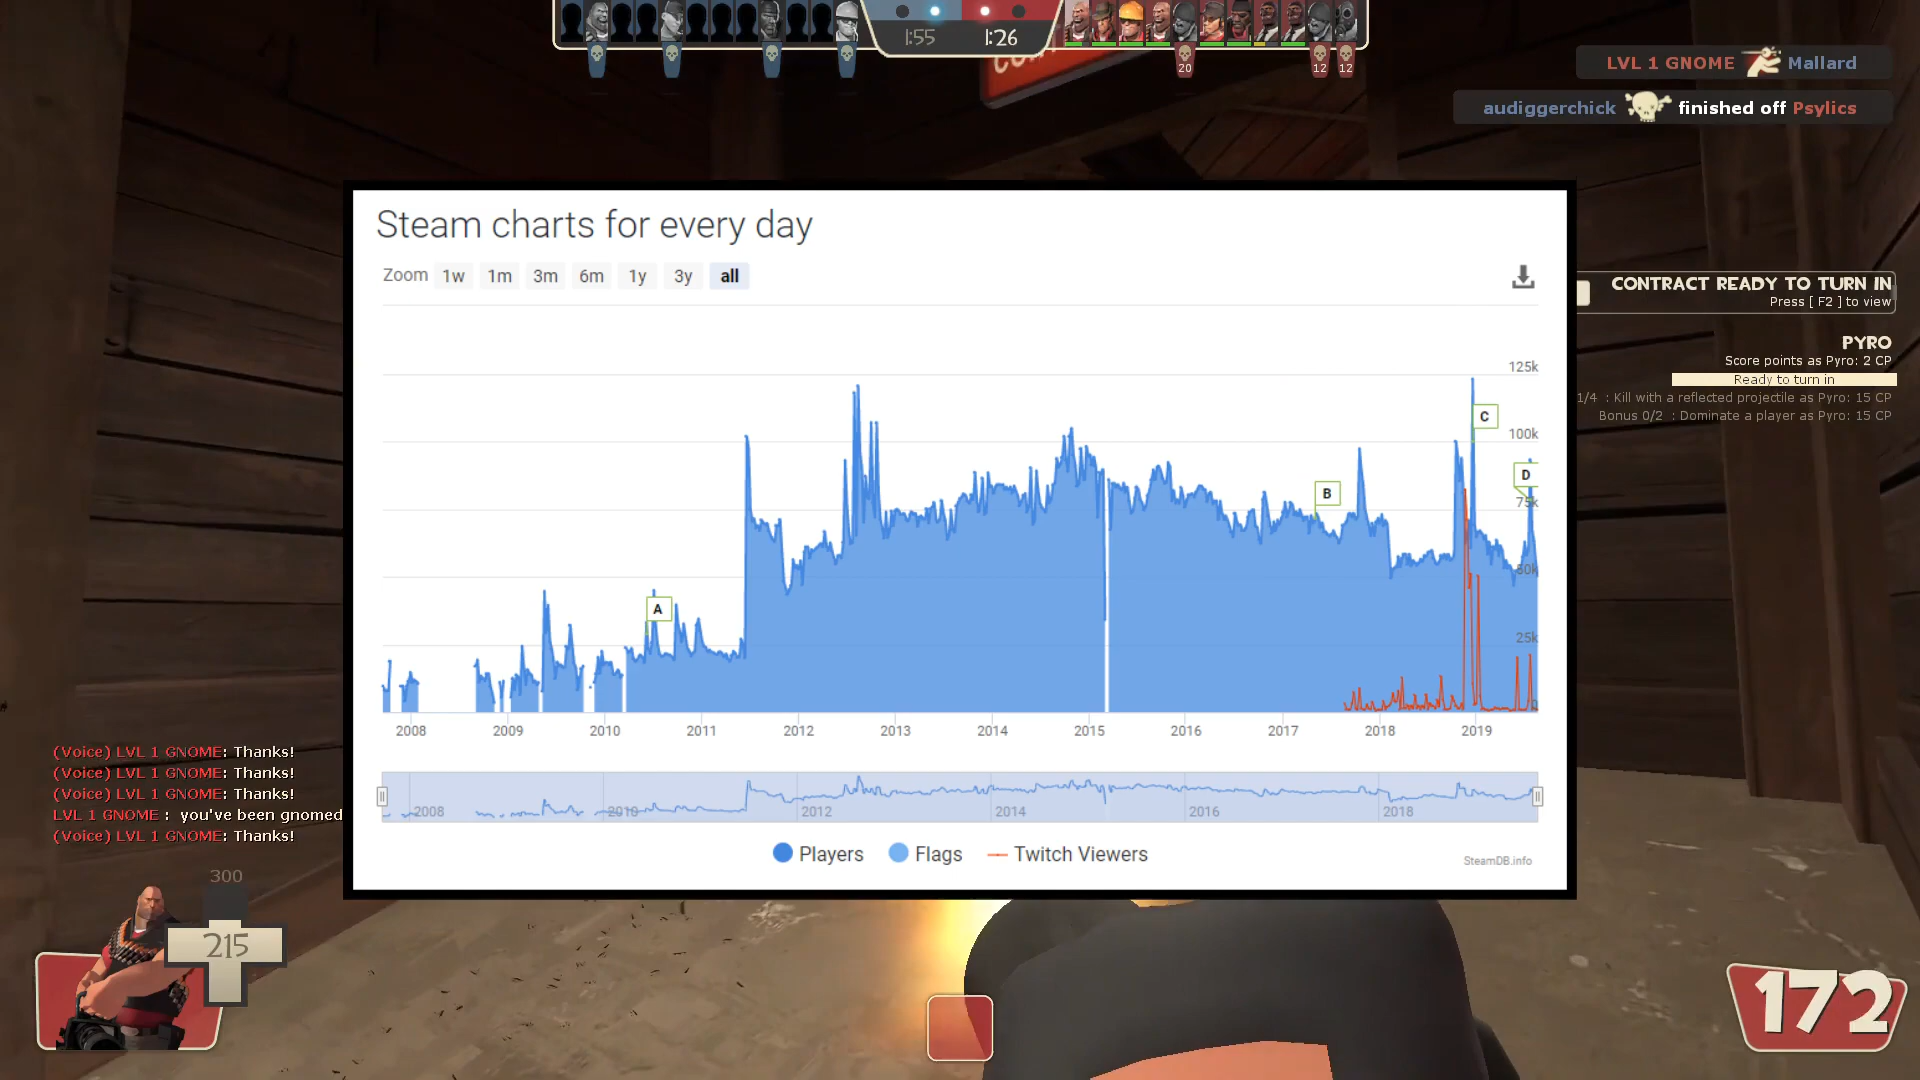 1:55
1:26
20
12
12
LVL 1 GNOME Mallard
audiggerchick finished off Psylics
Steam charts for every day
Zoom 1w 1m 3m 6m 1y 3y all
CONTRACT READY TO TURN IN
Press [ F2 ] to view
PYRO
Score points as Pyro: 2 CP
Ready to turn in
1/4 : Kill with a reflected projectile as Pyro: 15 CP
Bonus 0/2 : Dominate a player as Pyro: 15 CP
125k
100k
75k
50k
25k
0
A
B
C
D
2008 2009 2010 2011 2012 2013 2014 2015 2016 2017 2018 2019
2008 2010 2012 2014 2016 2018
Players Flags Twitch Viewers
SteamDB.info
(Voice) LVL 1 GNOME: Thanks!
(Voice) LVL 1 GNOME: Thanks!
(Voice) LVL 1 GNOME: Thanks!
LVL 1 GNOME : you've been gnomed
(Voice) LVL 1 GNOME: Thanks!
300
215
172